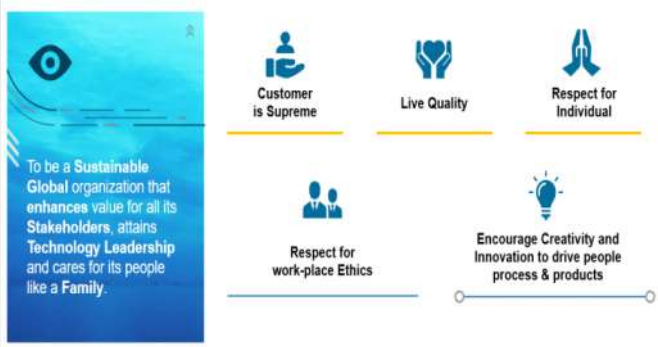 To be a Sustainable
Global organization that
enhances value for all its
Stakeholders, attains
Technology Leadership
and cares for its people
like a Family.
Customer
is Supreme
Live Quality
Respect for
Individual
Respect for
work-place Ethics
Encourage Creativity and
Innovation to drive people
process & products